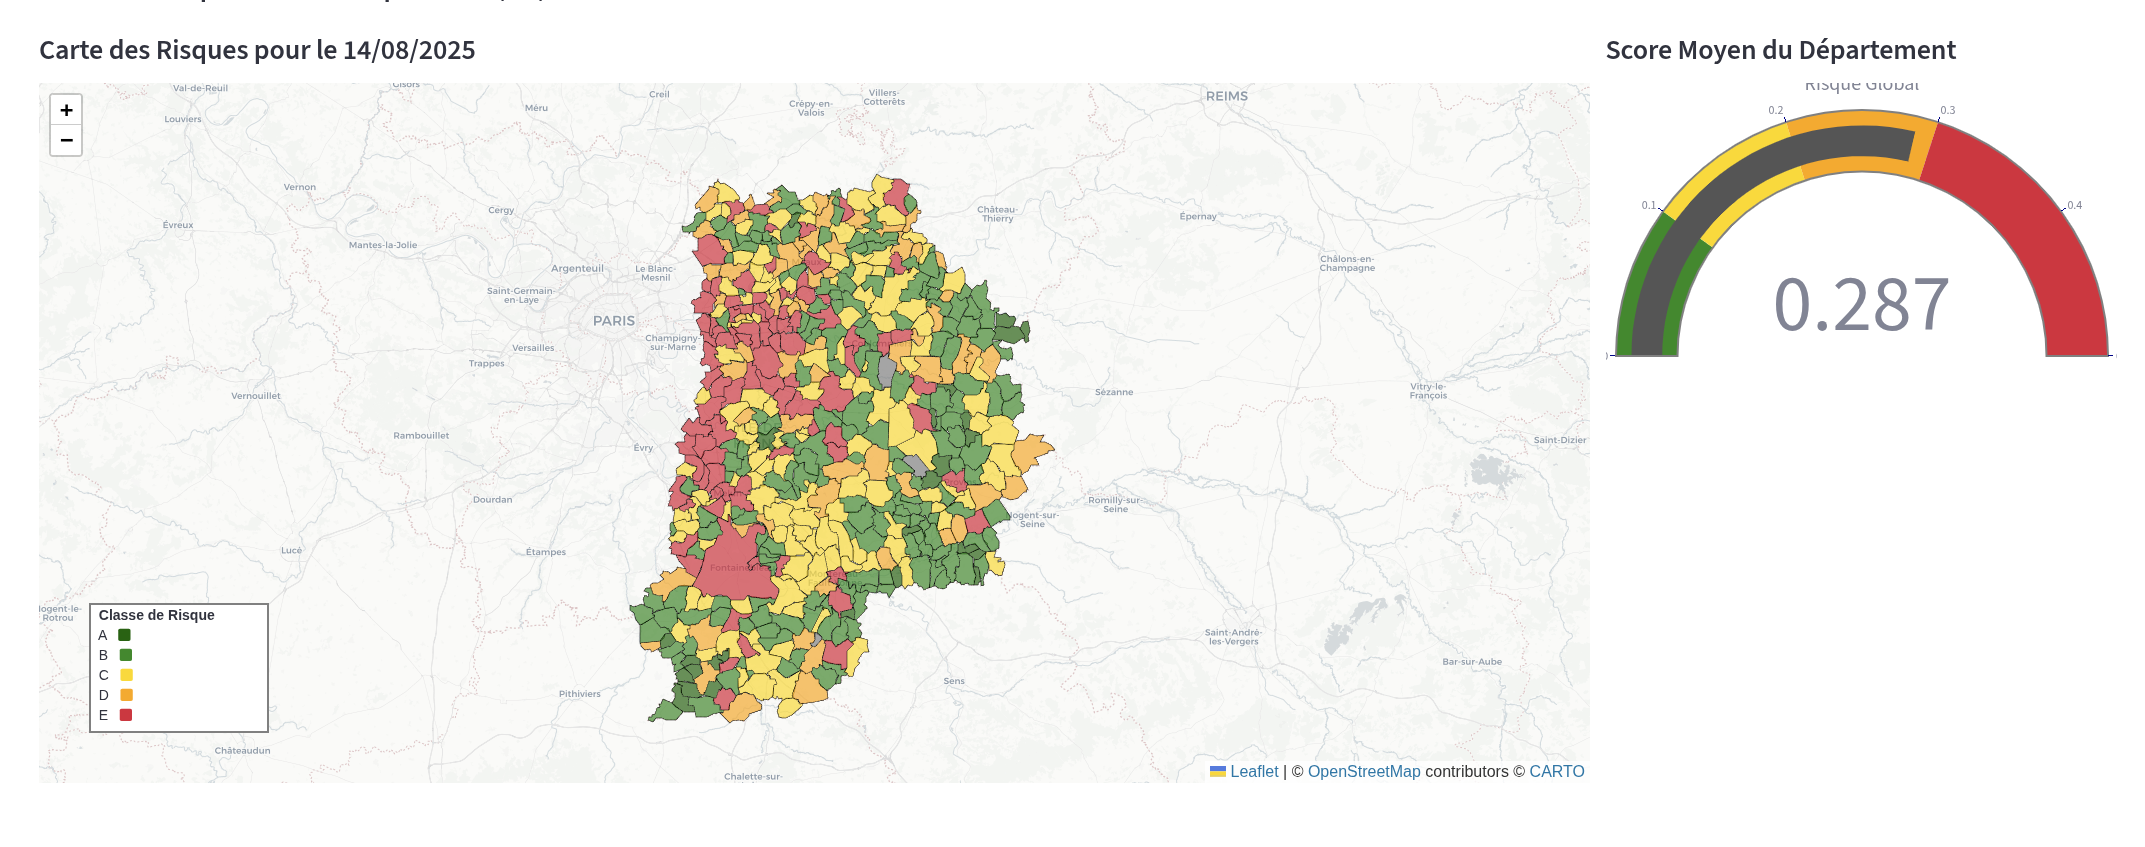 Carte des Risques pour le 14/08/2025
Score Moyen du Département
Risque Global
0.1
0.2
0.3
0.4
0.287
+
−
Val-de-Reuil
Gisors
Louviers
Méru
Creil
Crépy-en-
Valois
Villers-
Cotterêts
REIMS
Vernon
Évreux
Cergy
Mantes-la-Jolie
Château-
Thierry
Épernay
Argenteuil
Le Blanc-
Mesnil
Châlons-en-
Champagne
Saint-Germain-
en-Laye
PARIS
Versailles
Champigny-
sur-Marne
Trappes
Vernouillet
Sézanne
Vitry-le-
François
Rambouillet
Évry
Saint-Dizier
Dourdan
Romilly-sur-
Seine
Nogent-sur-
Seine
Lucé
Étampes
Nogent-le-
Rotrou
Saint-André-
les-Vergers
Bar-sur-Aube
Sens
Pithiviers
Châteaudun
Chalette-sur-
Classe de Risque
A
B
C
D
E
Leaflet | © OpenStreetMap contributors © CARTO